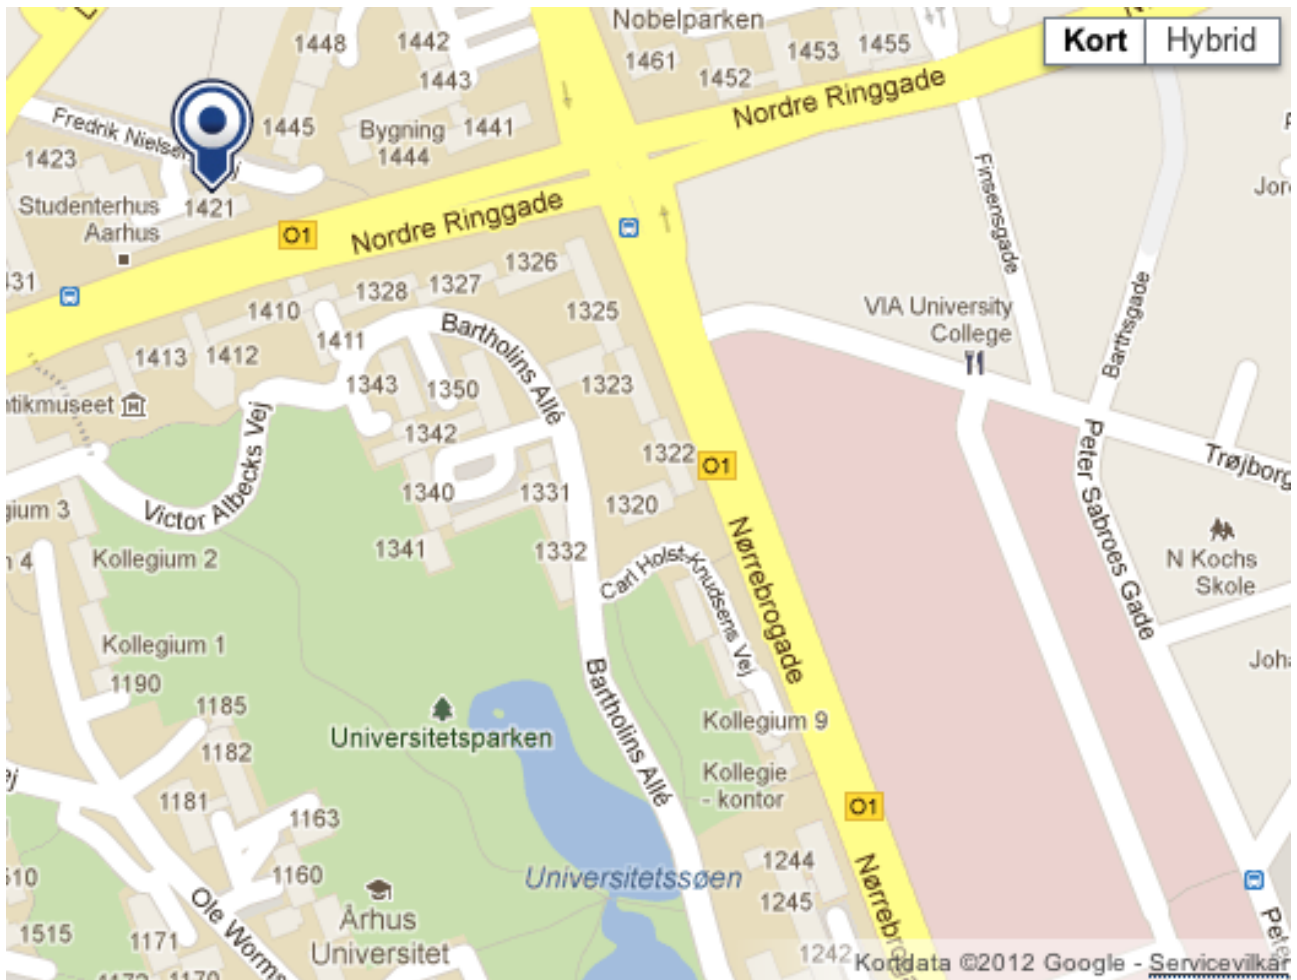 Nobelparken
Kort
Hybrid
1448
1442
1461
1453
1455
1443
1452
Nordre Ringgade
Fredrik Nielsens Vej
1445
Bygning
1444
1441
1423
Studenterhus
Aarhus
1421
O1
Nordre Ringgade
Finsensgade
1326
1327
1328
1410
1325
VIA University
College
Barthsgade
1411
Bartholins Allé
1413
1412
1343
1350
1323
1342
1322
O1
Victor Albecks Vej
Peter Sabroes Gade
Trøjborg
1340
1331
1320
1341
1332
Carl Holst-Knudsens Vej
Nørrebrogade
N Kochs
Skole
Kollegium 2
Kollegium 1
1190
1185
1182
Universitetsparken
Bartholins Allé
Kollegium 9
Kollegie
- kontor
O1
1181
1163
1160
Universitetssøen
1244
1245
1242
Århus
Universitet
Ole Worms
1515
1171
1170
Kortdata ©2012 Google - Servicevilkår